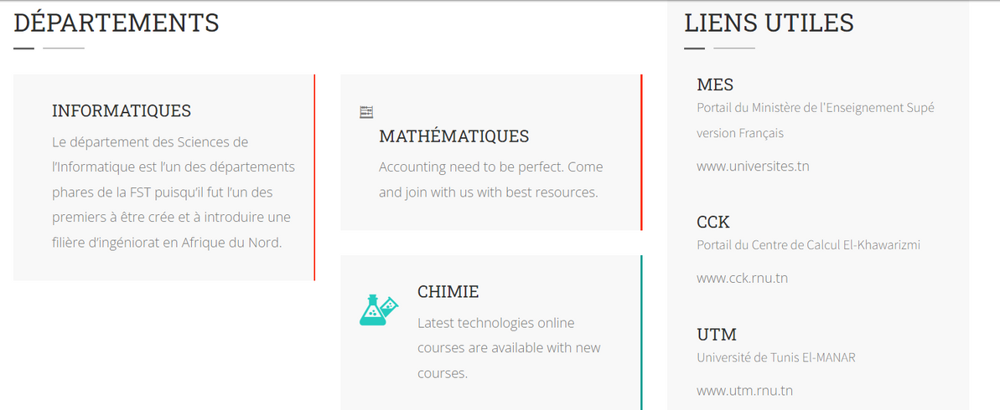 DÉPARTEMENTS
INFORMATIQUES
Le département des Sciences de
l'Informatique est l'un des départements
phares de la FST puisqu'il fut l'un des
premiers à être crée et à introduire une
filière d'ingéniorat en Afrique du Nord.
MATHÉMATIQUES
Accounting need to be perfect. Come
and join with us with best resources.
CHIMIE
Latest technologies online
courses are available with new
courses.
LIENS UTILES
MES
Portail du Ministère de l'Enseignement Supé
version Français
www.universites.tn
CCK
Portail du Centre de Calcul El-Khawarizmi
www.cck.rnu.tn
UTM
Université de Tunis El-MANAR
www.utm.rnu.tn